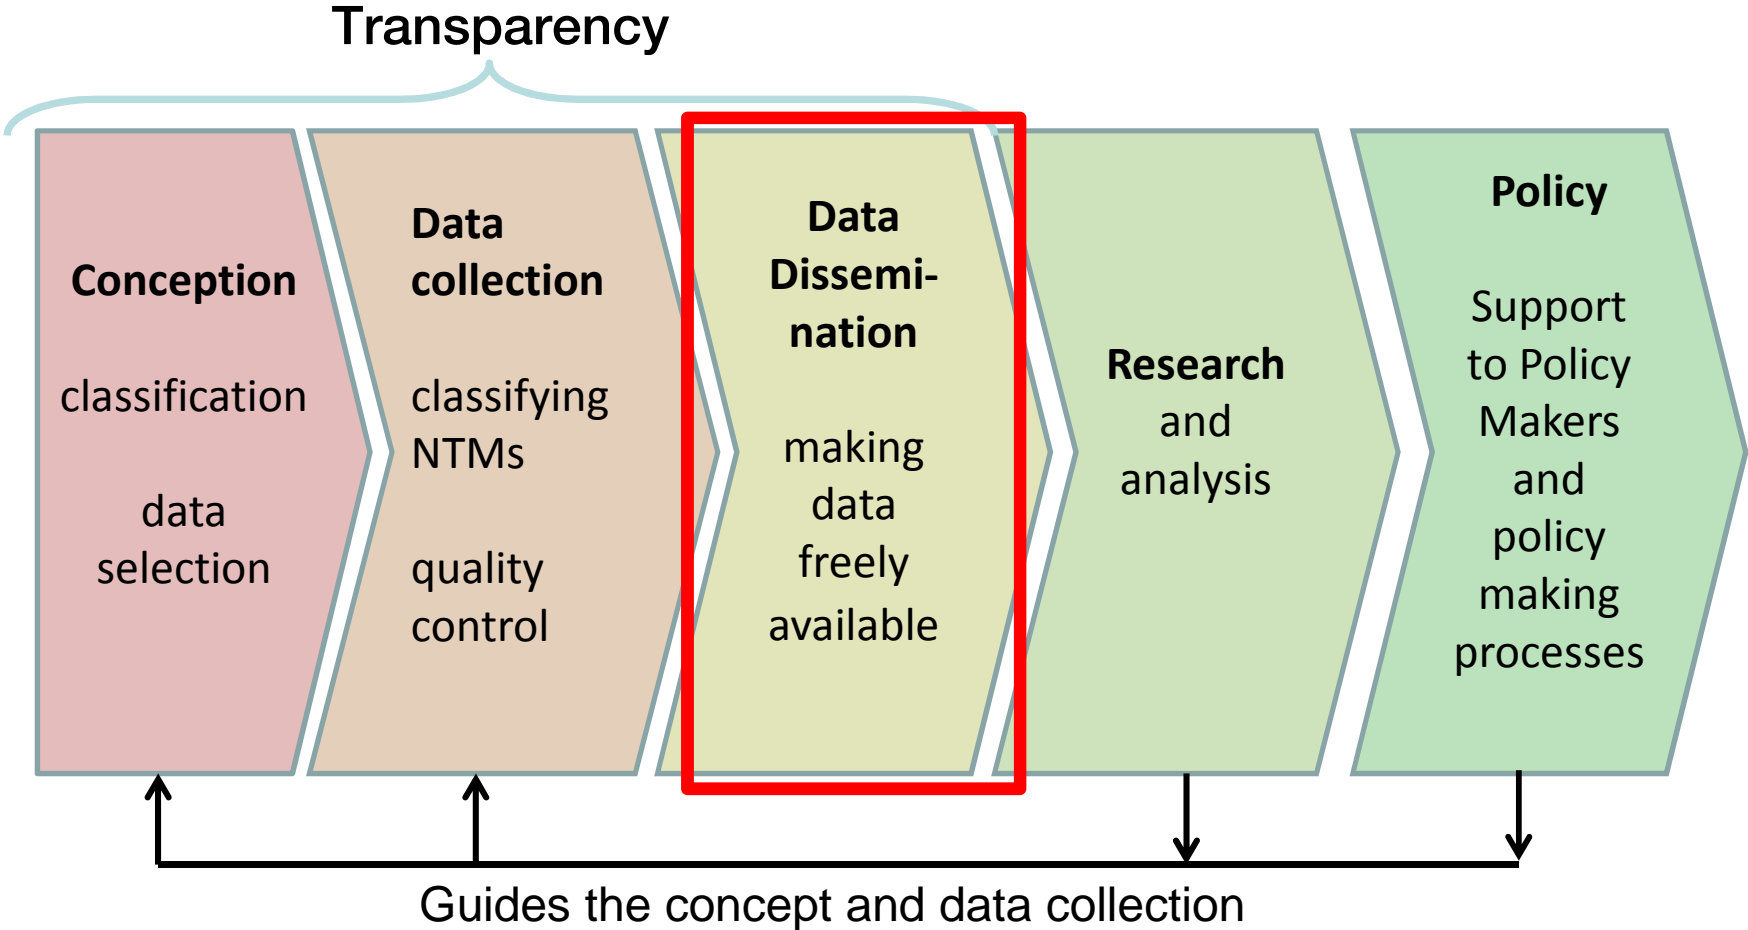 Transparency
Conception
classification
data
selection
Data
collection
classifying
NTMs
quality
control
Data
Dissemi-
nation
making
data
freely
available
Research
and
analysis
Policy
Support
to Policy
Makers
and
policy
making
processes
Guides the concept and data collection